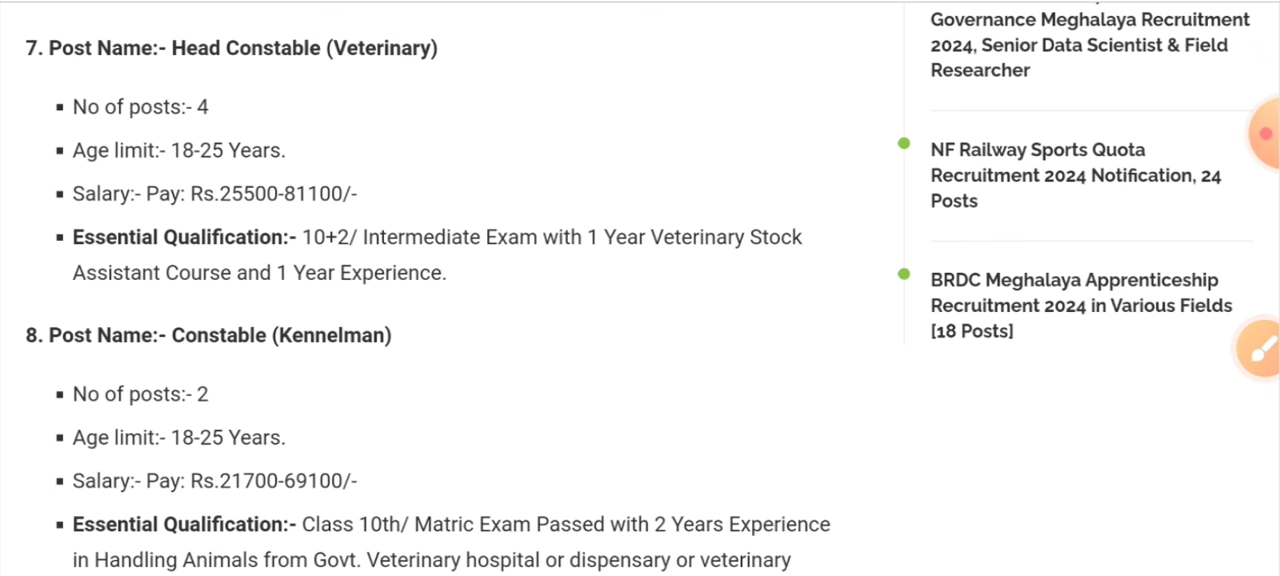 7. Post Name:- Head Constable (Veterinary)
▪ No of posts:- 4
▪ Age limit:- 18-25 Years.
▪ Salary:- Pay: Rs.25500-81100/-
▪ Essential Qualification:- 10+2/ Intermediate Exam with 1 Year Veterinary Stock
Assistant Course and 1 Year Experience.
8. Post Name:- Constable (Kennelman)
▪ No of posts:- 2
▪ Age limit:- 18-25 Years.
▪ Salary:- Pay: Rs.21700-69100/-
▪ Essential Qualification:- Class 10th/ Matric Exam Passed with 2 Years Experience
in Handling Animals from Govt. Veterinary hospital or dispensary or veterinary
Governance Meghalaya Recruitment
2024, Senior Data Scientist & Field
Researcher
NF Railway Sports Quota
Recruitment 2024 Notification, 24
Posts
BRDC Meghalaya Apprenticeship
Recruitment 2024 in Various Fields
[18 Posts]